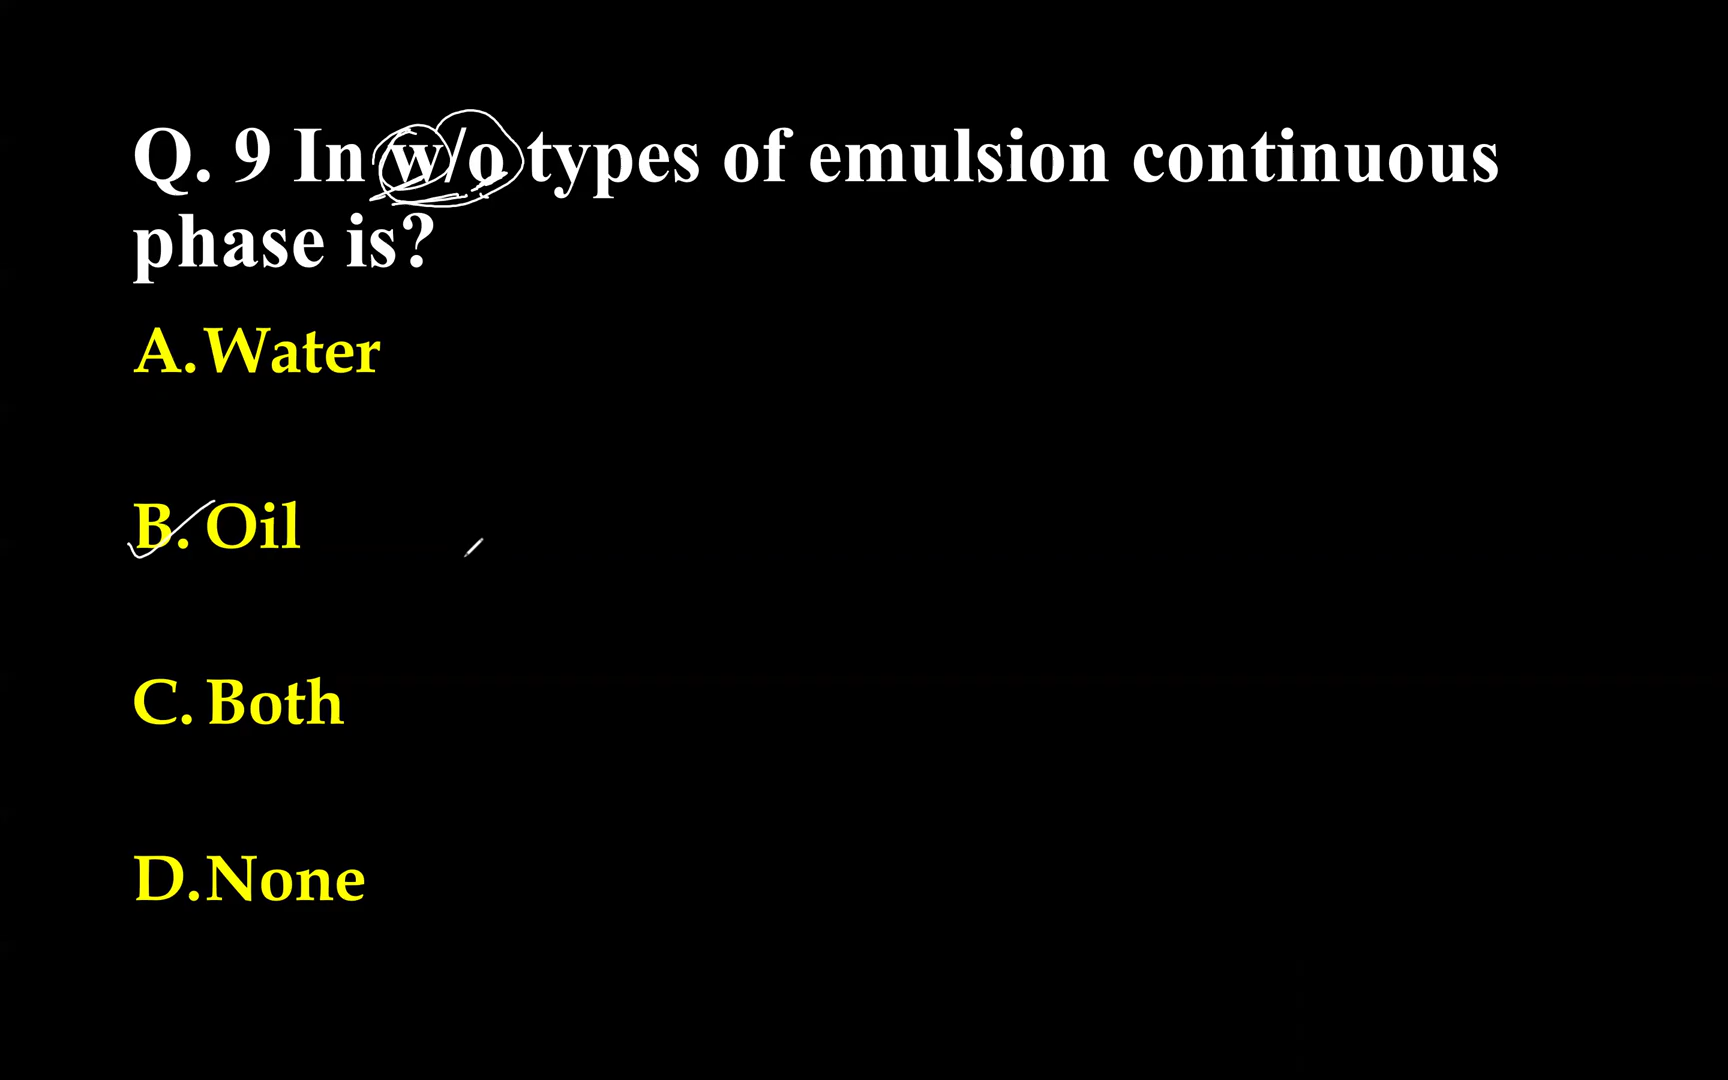 Q. 9 In w/o types of emulsion continuous
phase is?
A. Water
B. Oil
C. Both
D. None